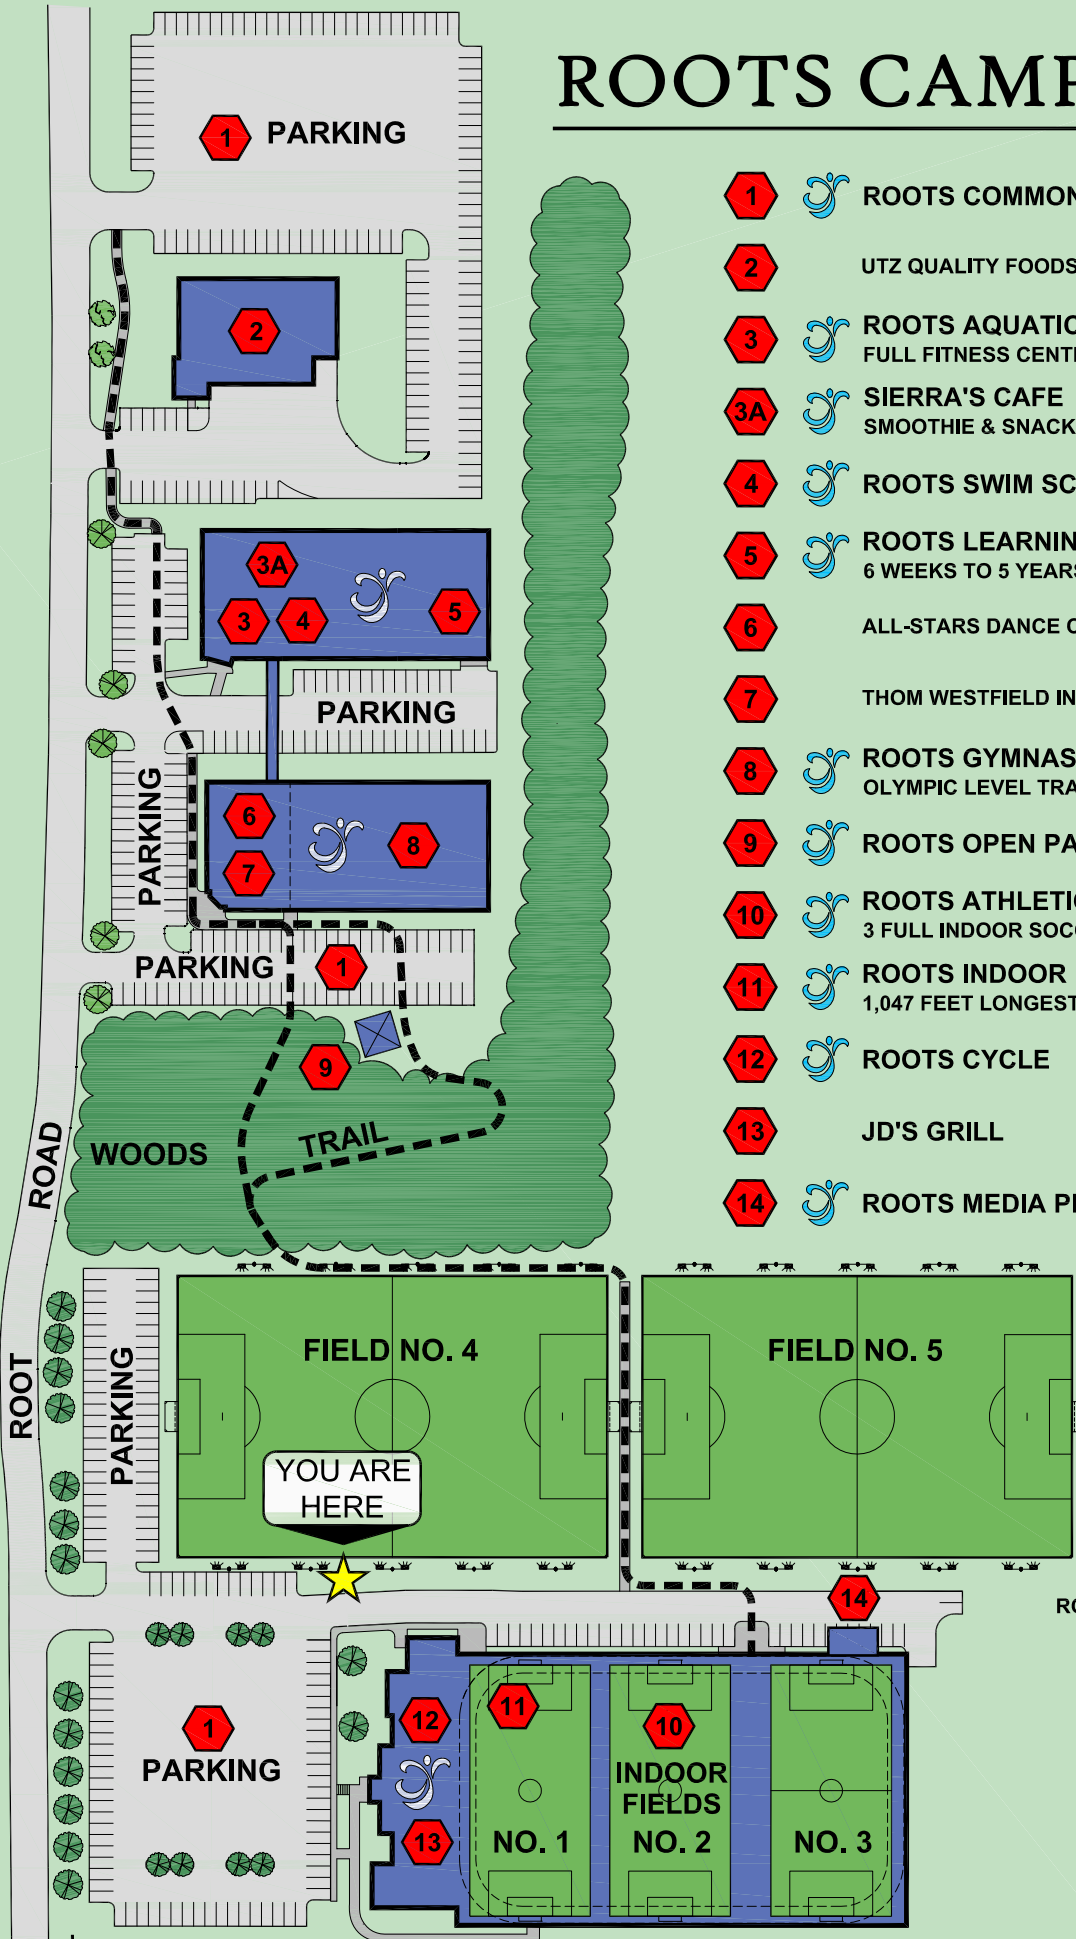 ROOTS CAMP
1 ROOTS COMMON
2 UTZ QUALITY FOODS
3 ROOTS AQUATIC
FULL FITNESS CENT
3A SIERRA'S CAFE
SMOOTHIE & SNACK
4 ROOTS SWIM SC
5 ROOTS LEARNIN
6 WEEKS TO 5 YEARS
6 ALL-STARS DANCE C
7 THOM WESTFIELD IN
8 ROOTS GYMNAS
OLYMPIC LEVEL TRA
9 ROOTS OPEN PA
10 ROOTS ATHLETI
3 FULL INDOOR SOC
11 ROOTS INDOOR
1,047 FEET LONGEST
12 ROOTS CYCLE
13 JD'S GRILL
14 ROOTS MEDIA P
1 PARKING
2
3A
3 4 5
PARKING
PARKING
6
7
8
PARKING 1
9
WOODS
TRAIL
ROOT ROAD
PARKING
FIELD NO. 4
FIELD NO. 5
YOU ARE
HERE
14
RO
1
PARKING
12
11
10
INDOOR
FIELDS
13
NO. 1
NO. 2
NO. 3